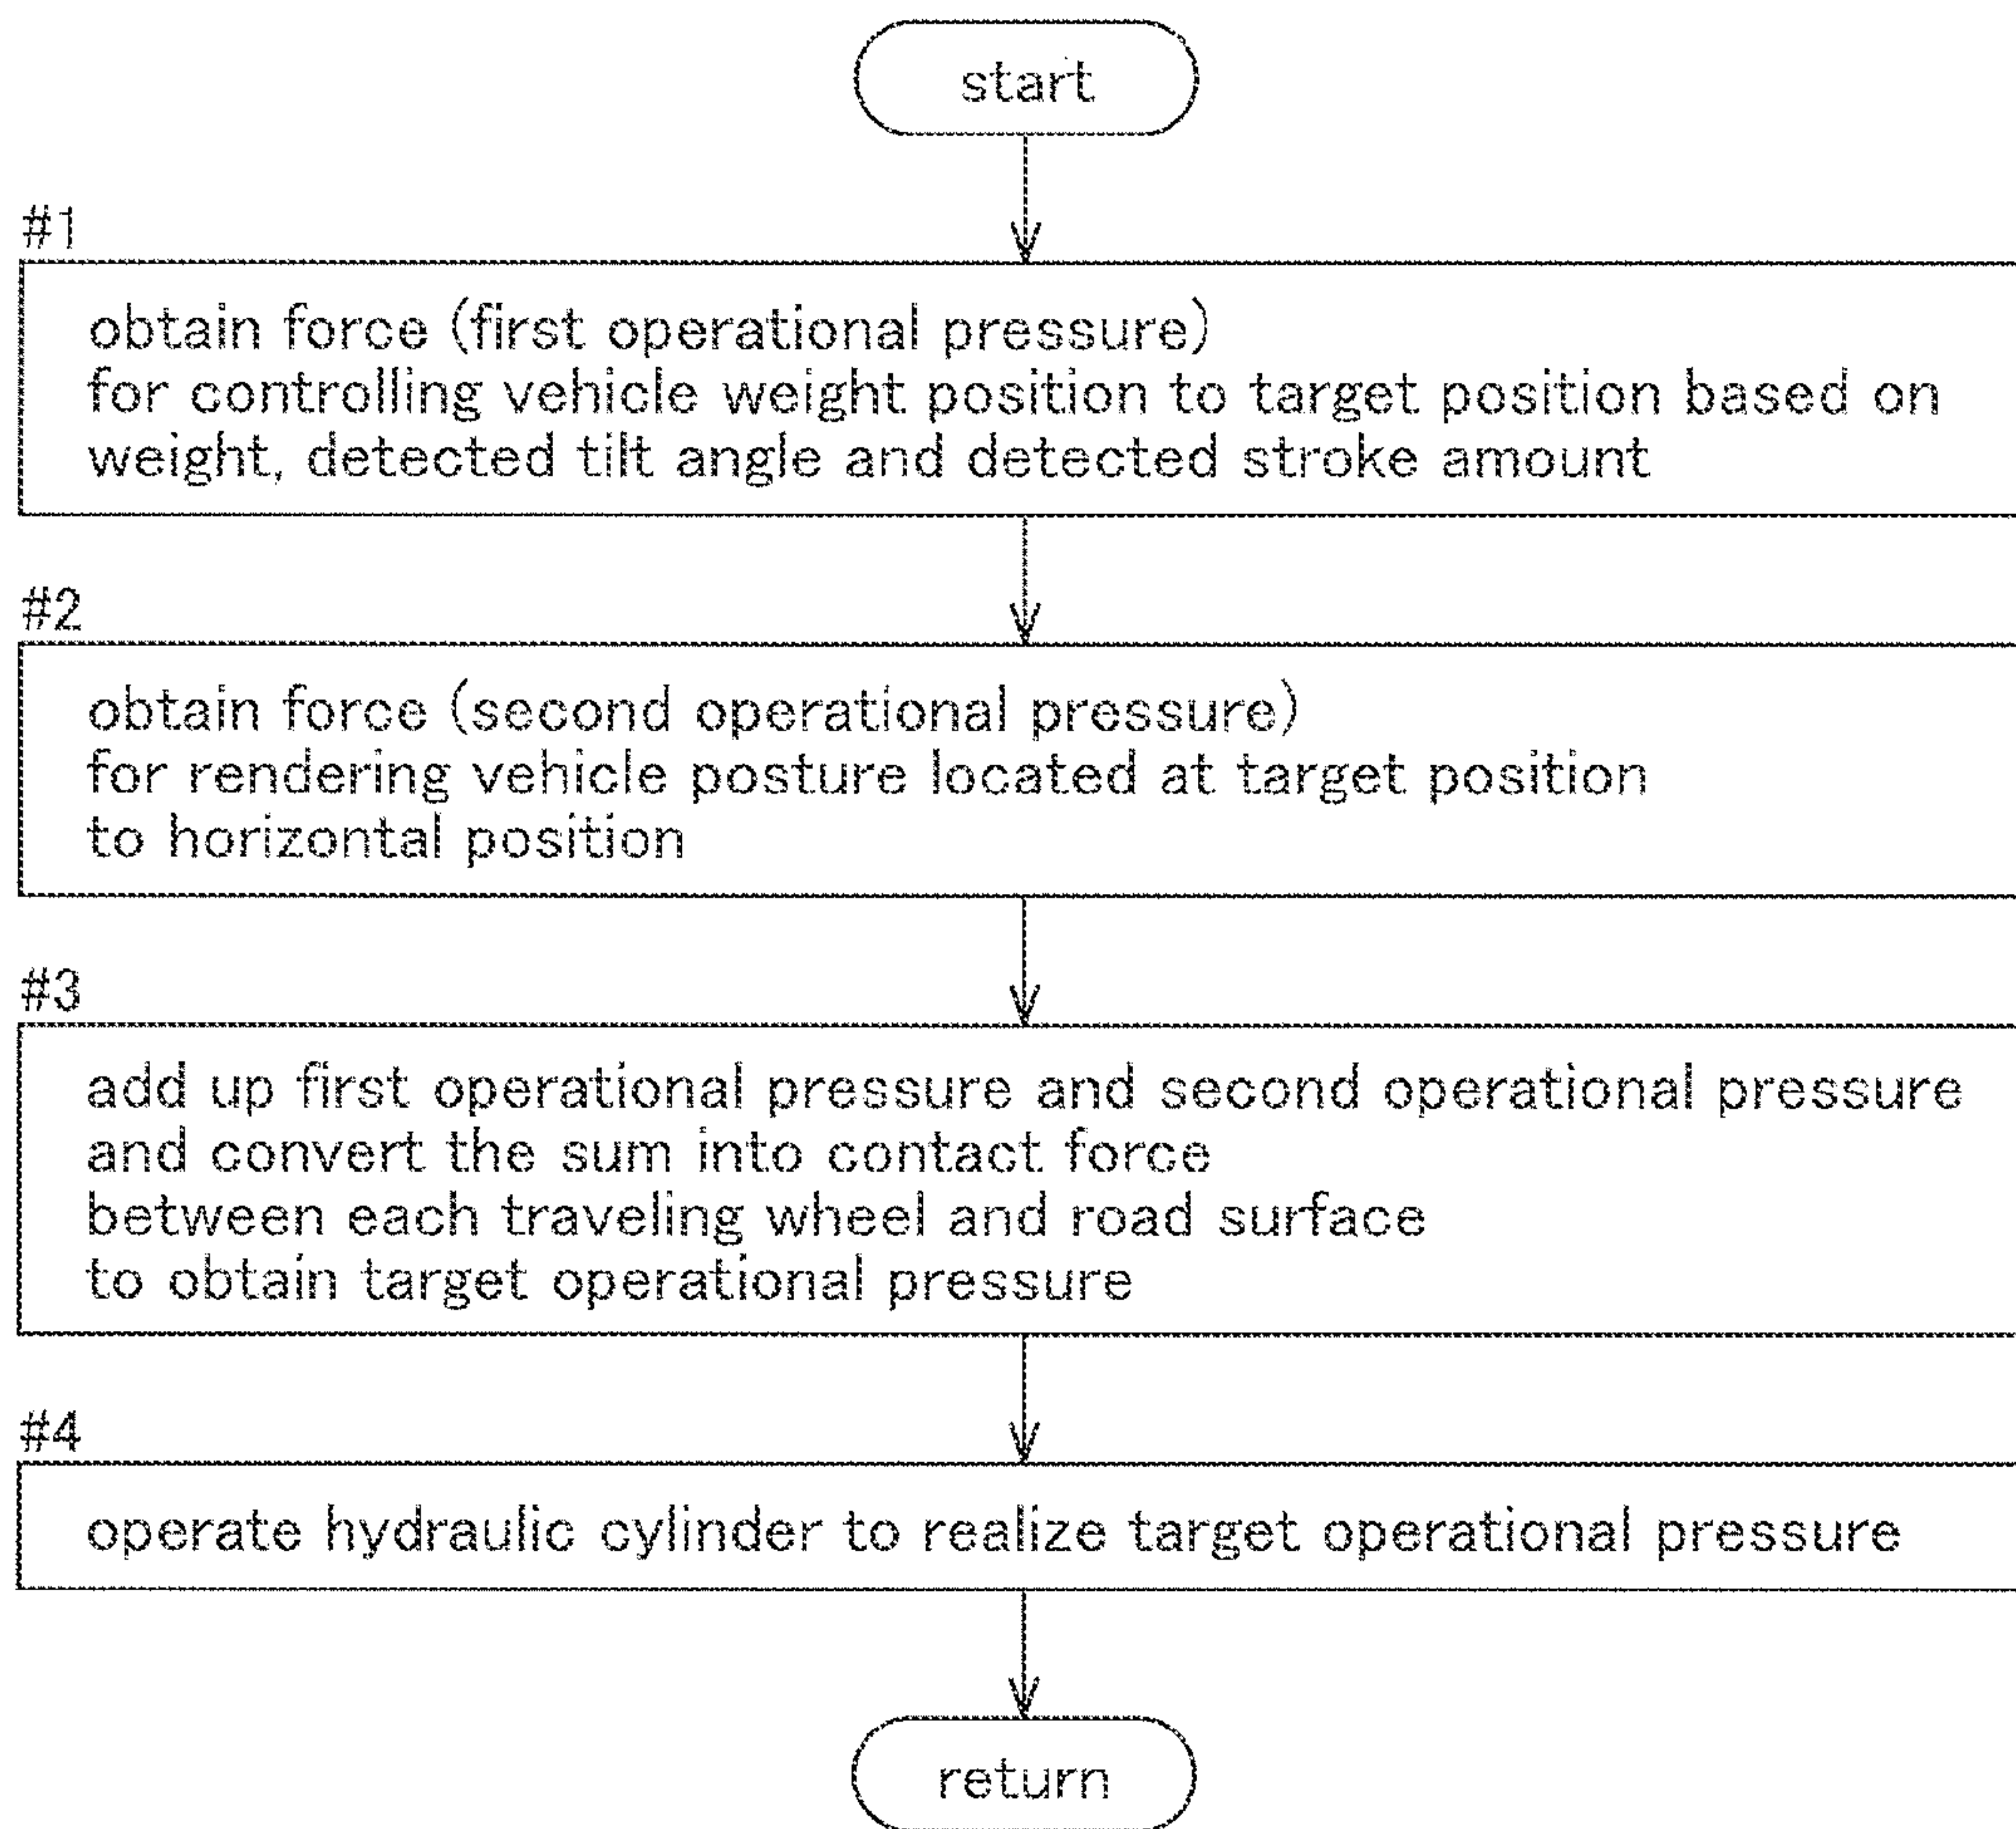 start
#1
obtain force (first operational pressure)
for controlling vehicle weight position to target position based on
weight, detected tilt angle and detected stroke amount
#2
obtain force (second operational pressure)
for rendering vehicle posture located at target position
to horizontal position
#3
add up first operational pressure and second operational pressure
and convert the sum into contact force
between each traveling wheel and road surface
to obtain target operational pressure
#4
operate hydraulic cylinder to realize target operational pressure
return